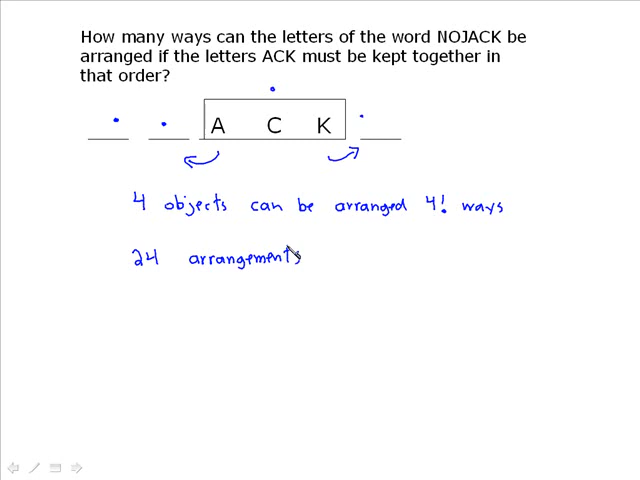 How many ways can the letters of the word NOJACK be
arranged if the letters ACK must be kept together in
that order?
A C K
4 objects can be arranged 4! ways
24 arrangements